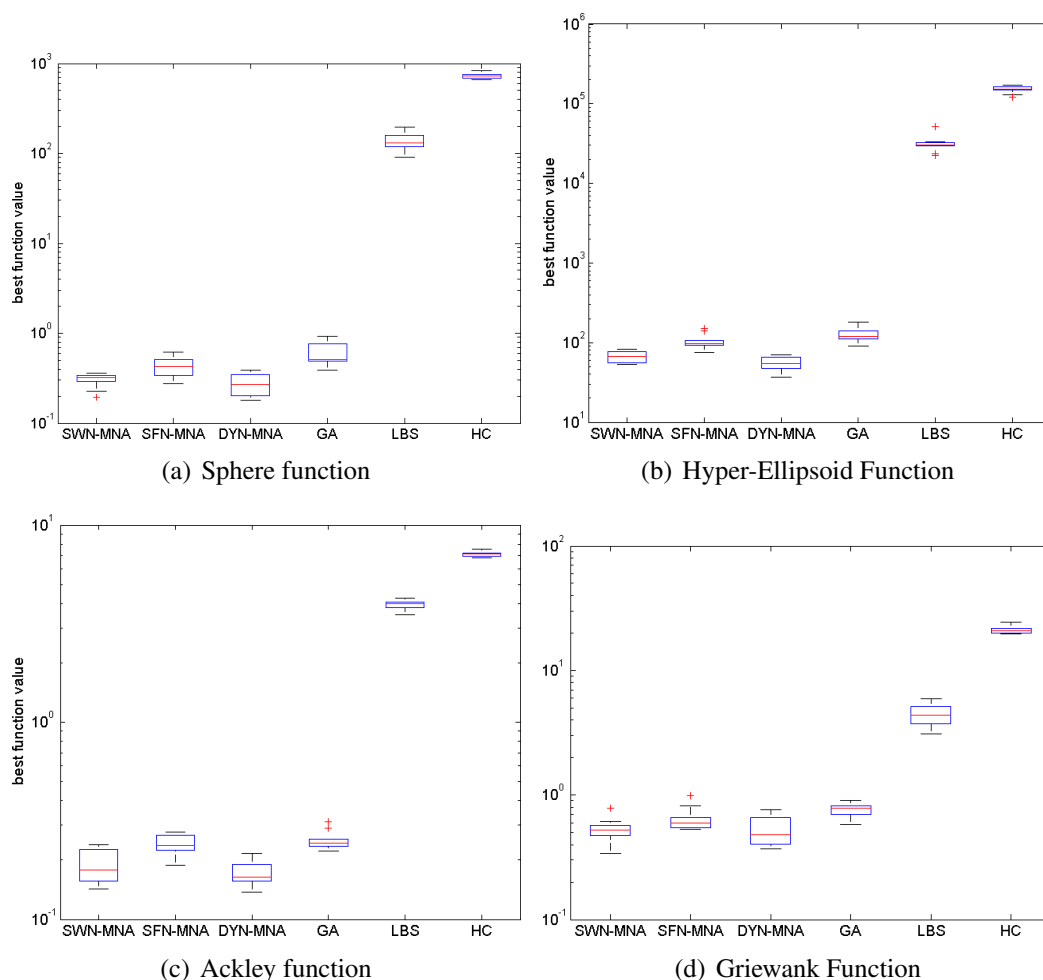 10^3
10^2
10^1
10^0
10^-1
best function value
SWN-MNA SFN-MNA DYN-MNA GA LBS HC
(a) Sphere function
10^6
10^5
10^4
10^3
10^2
10^1
best function value
SWN-MNA SFN-MNA DYN-MNA GA LBS HC
(b) Hyper-Ellipsoid Function
10^1
10^0
10^-1
best function value
SWN-MNA SFN-MNA DYN-MNA GA LBS HC
(c) Ackley function
10^2
10^1
10^0
10^-1
SWN-MNA SFN-MNA DYN-MNA GA LBS HC
(d) Griewank Function